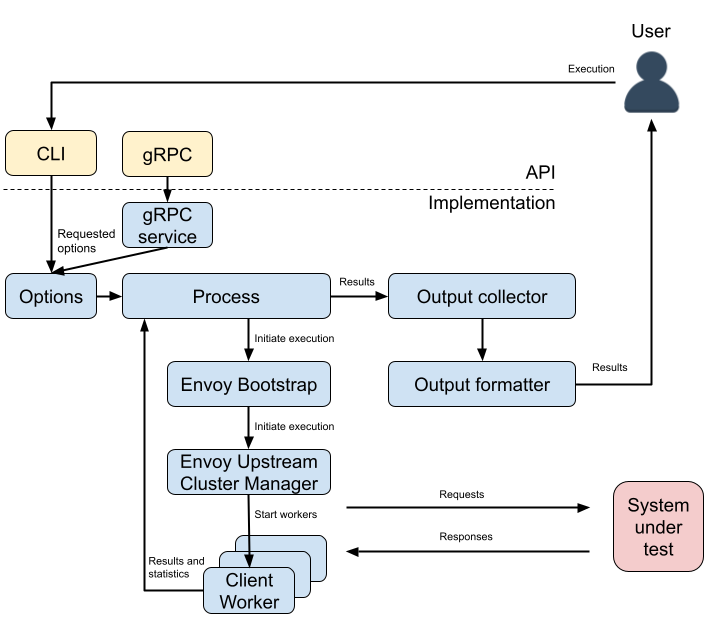 User
Execution
CLI
gRPC
API
Implementation
gRPC
service
Requested
options
Options
Process
Results
Output collector
Initiate execution
Envoy Bootstrap
Output formatter
Results
Initiate execution
Envoy Upstream
Cluster Manager
Start workers
Requests
Responses
System
under
test
Results and
statistics
Client
Worker